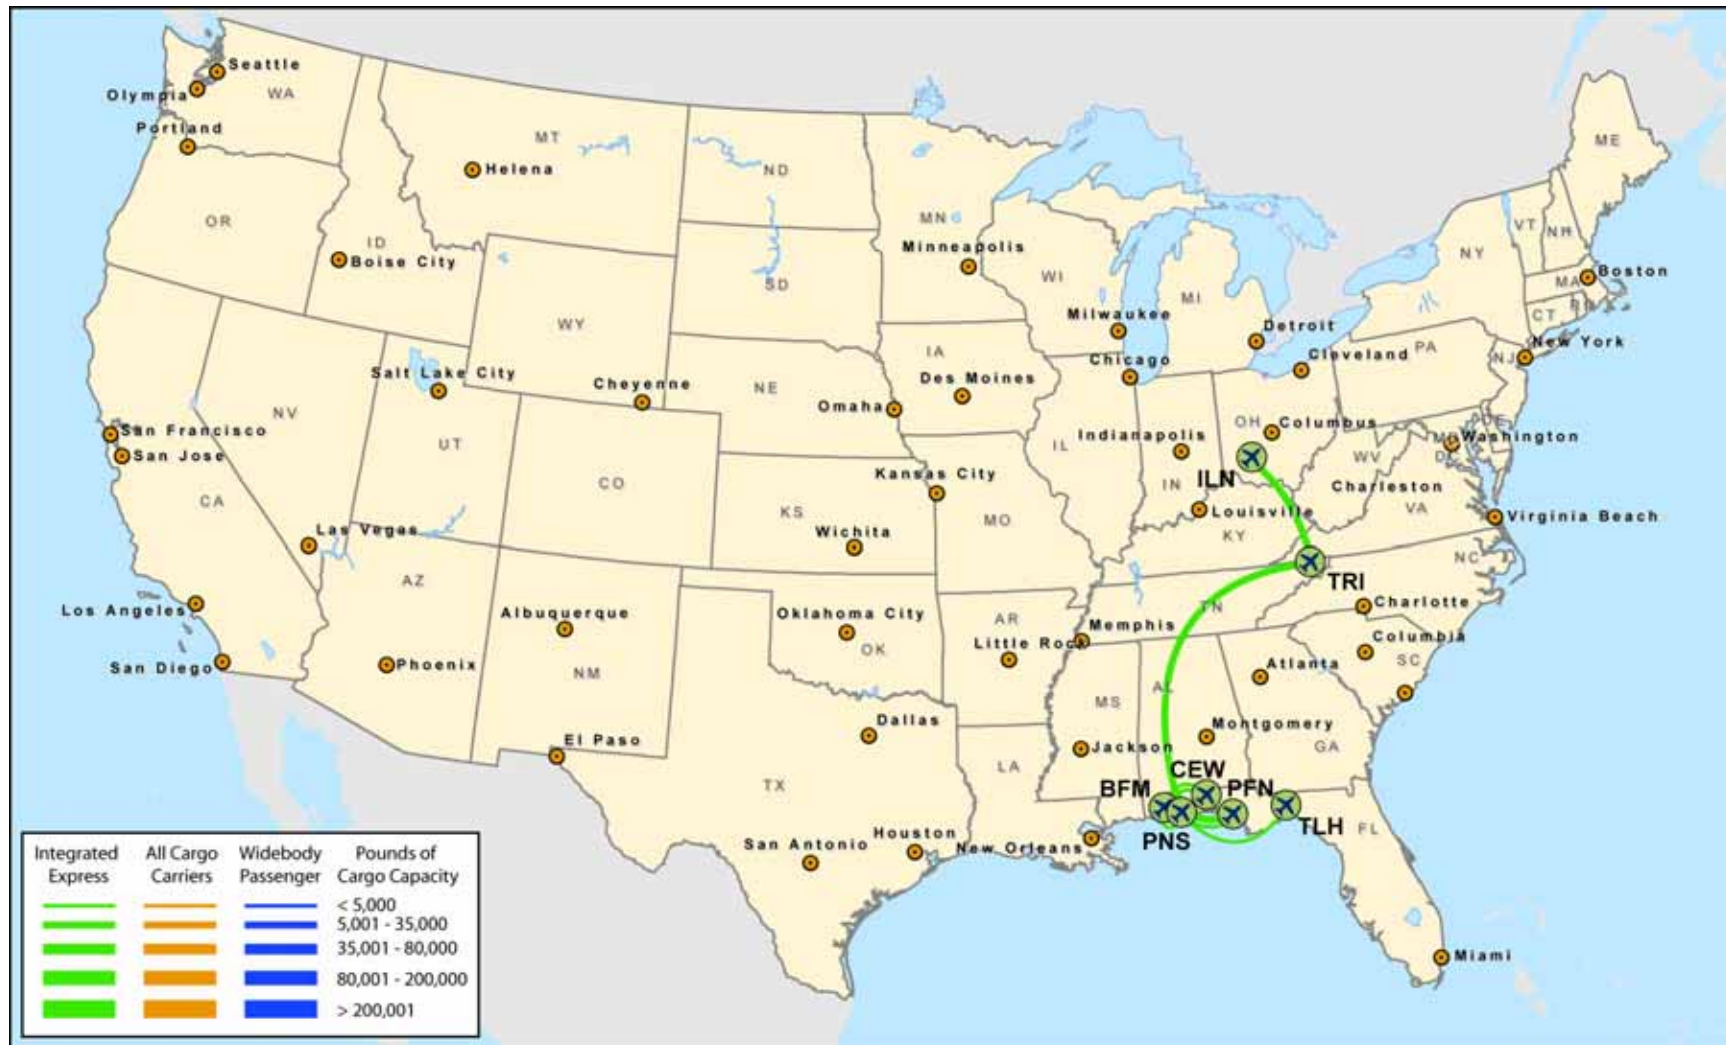 Seattle
WA
Olympia
Portland
MT
Helena
ND
ME
OR
ID
Boise City
MN
Minneapolis
VT
NH
NY
SD
WI
MI
MA
Boston
RI
CT
WY
Milwaukee
Detroit
IA
Chicago
Cleveland
PA
NJ
New York
Salt Lake City
Cheyenne
NE
Des Moines
Omaha
NV
OH
Columbus
San Francisco
San Jose
UT
IL
Indianapolis
MD
DE
Washington
DC
WV
CA
CO
Kansas City
IN
ILN
Charleston
VA
KS
MO
Louisville
Virginia Beach
Las Vegas
Wichita
KY
NC
AZ
TRI
Los Angeles
Albuquerque
Oklahoma City
AR
TN
Charlotte
Memphis
Columbia
San Diego
Phoenix
NM
OK
Little Rock
Atlanta
SC
AL
MS
Dallas
Montgomery
El Paso
Jackson
GA
TX
LA
CEW
BFM
PFN
TLH
PNS
FL
San Antonio
Houston
New Orleans
Miami
Integrated Express
All Cargo Carriers
Widebody Passenger
Pounds of Cargo Capacity
< 5,000
5,001 - 35,000
35,001 - 80,000
80,001 - 200,000
> 200,001